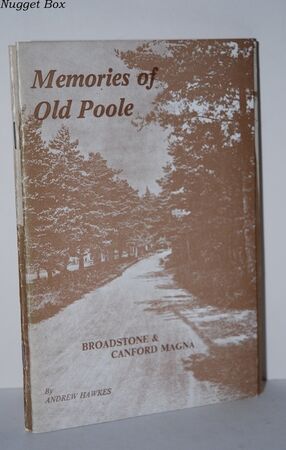 Nugget Box
Memories of
Old Poole
BROADSTONE &
CANFORD MAGNA
By
ANDREW HAWKES